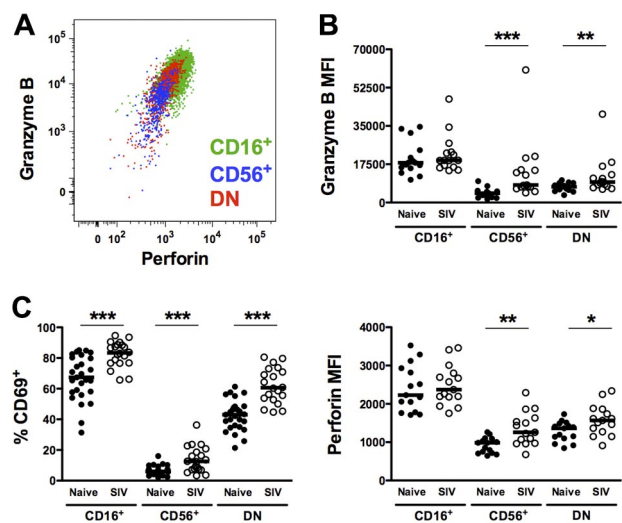 A
Granzyme B
10⁵
10⁴
10³
0
CD16⁺
CD56⁺
DN
0 10² 10³ 10⁴ 10⁵
Perforin
B
Granzyme B MFI
70000
52500
35000
17500
0
*** **
Naive SIV Naive SIV Naive SIV
CD16⁺ CD56⁺ DN
C
% CD69⁺
100
80
60
40
20
0
*** *** ***
Naive SIV Naive SIV Naive SIV
CD16⁺ CD56⁺ DN
Perforin MFI
4000
3000
2000
1000
0
** *
Naive SIV Naive SIV Naive SIV
CD16⁺ CD56⁺ DN